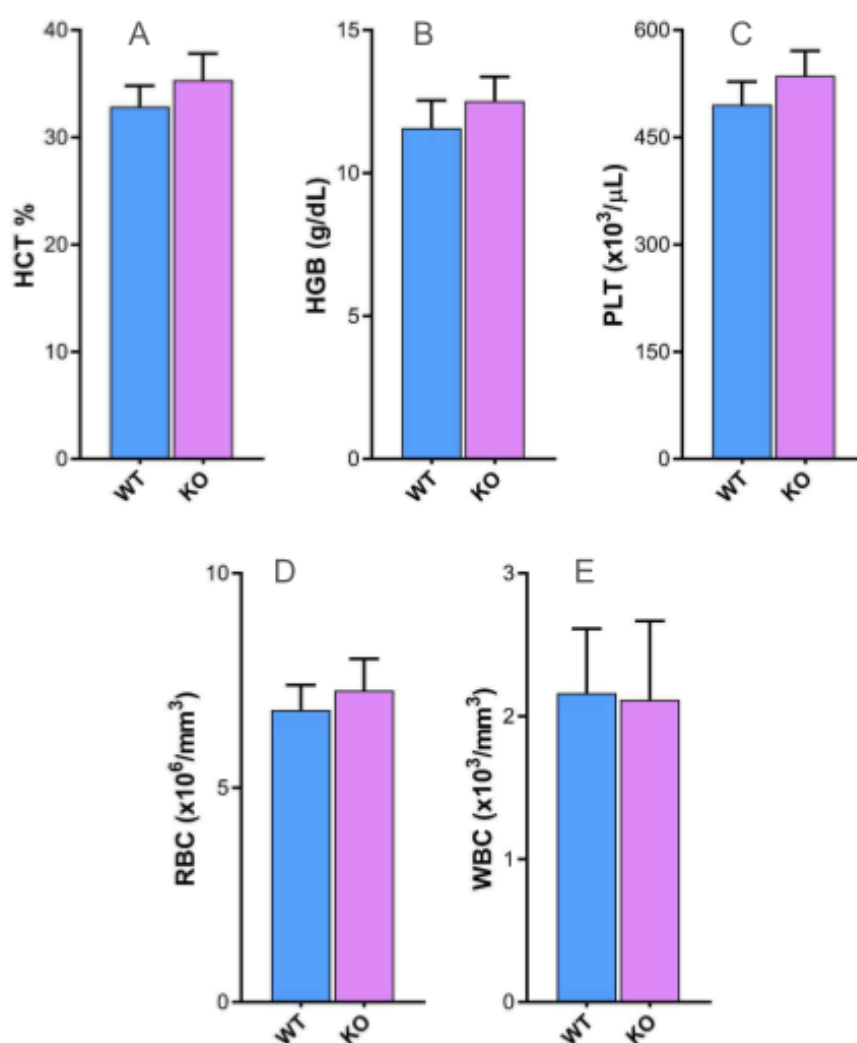 A
HCT %
40
30
20
10
0
WT
KO
B
HGB (g/dL)
15
10
5
0
WT
KO
C
PLT (x10³/μL)
600
450
300
150
0
WT
KO
D
RBC (x10⁶/mm³)
10
5
0
WT
KO
E
WBC (x10³/mm³)
3
2
1
0
WT
KO